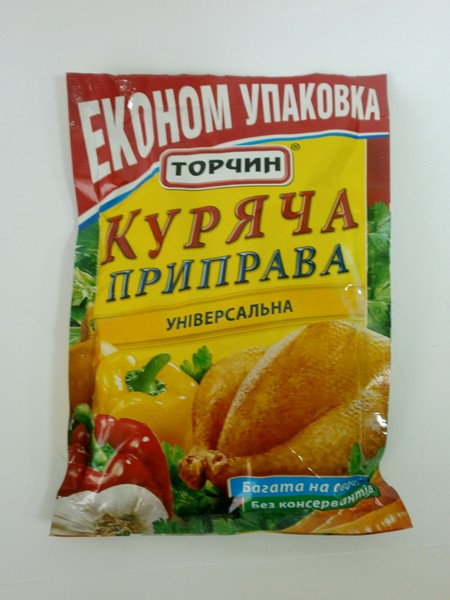 ЕКОНОМ УПАКОВКА
ТОРЧИН®
КУРЯЧА
ПРИПРАВА
УНІВЕРСАЛЬНА
Багата на
Без консервантів